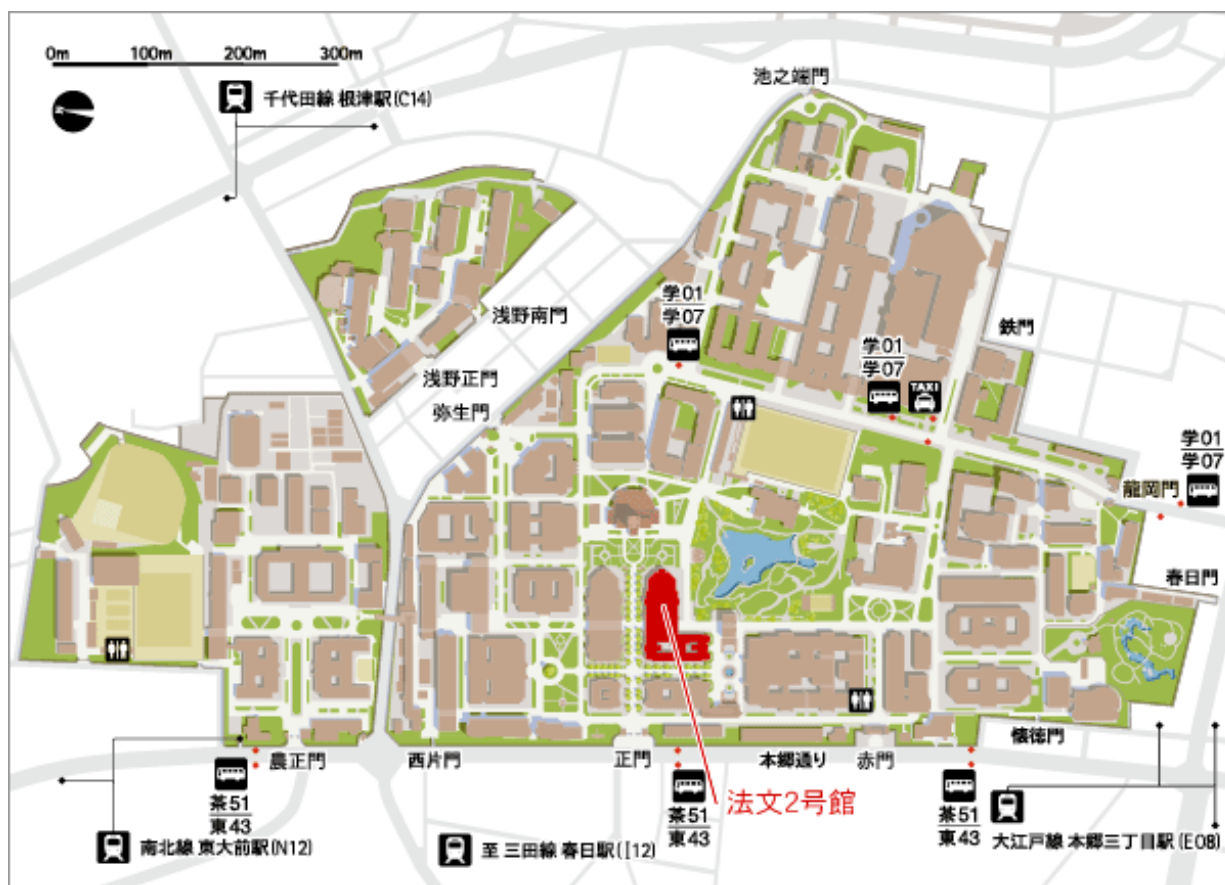 0m 100m 200m 300m
池之端門
千代田線 根津駅(C14)
学01
学07
浅野南門
鉄門
学01
学07
TAXI
浅野正門
弥生門
学01
学07
龍岡門
春日門
懐徳門
農正門
西片門
正門
本郷通り
赤門
茶51
東43
法文2号館
茶51
東43
茶51
東43
南北線 東大前駅(N12)
至 三田線 春日駅(I12)
大江戸線 本郷三丁目駅(E08)